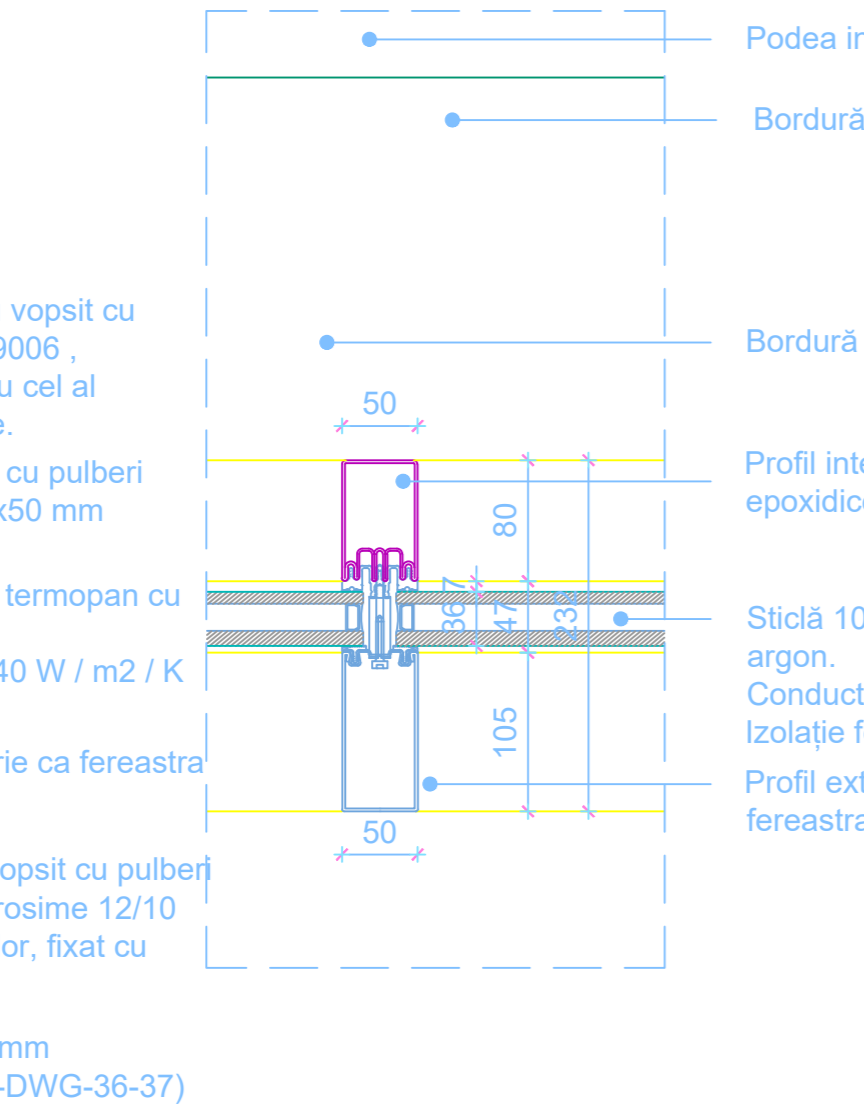 Podea in
Bordură
vopsit cu
9006 ,
u cel al
e.
cu pulberi
x50 mm
termopan cu
40 W / m2 / K
rie ca fereastra
opsit cu pulberi
rosime 12/10
or, fixat cu
mm
-DWG-36-37)
50
80
36
7
47
232
105
50
Bordură
Profil inte
epoxidice
Sticlă 10
argon.
Conduct
Izolație f
Profil ext
fereastra